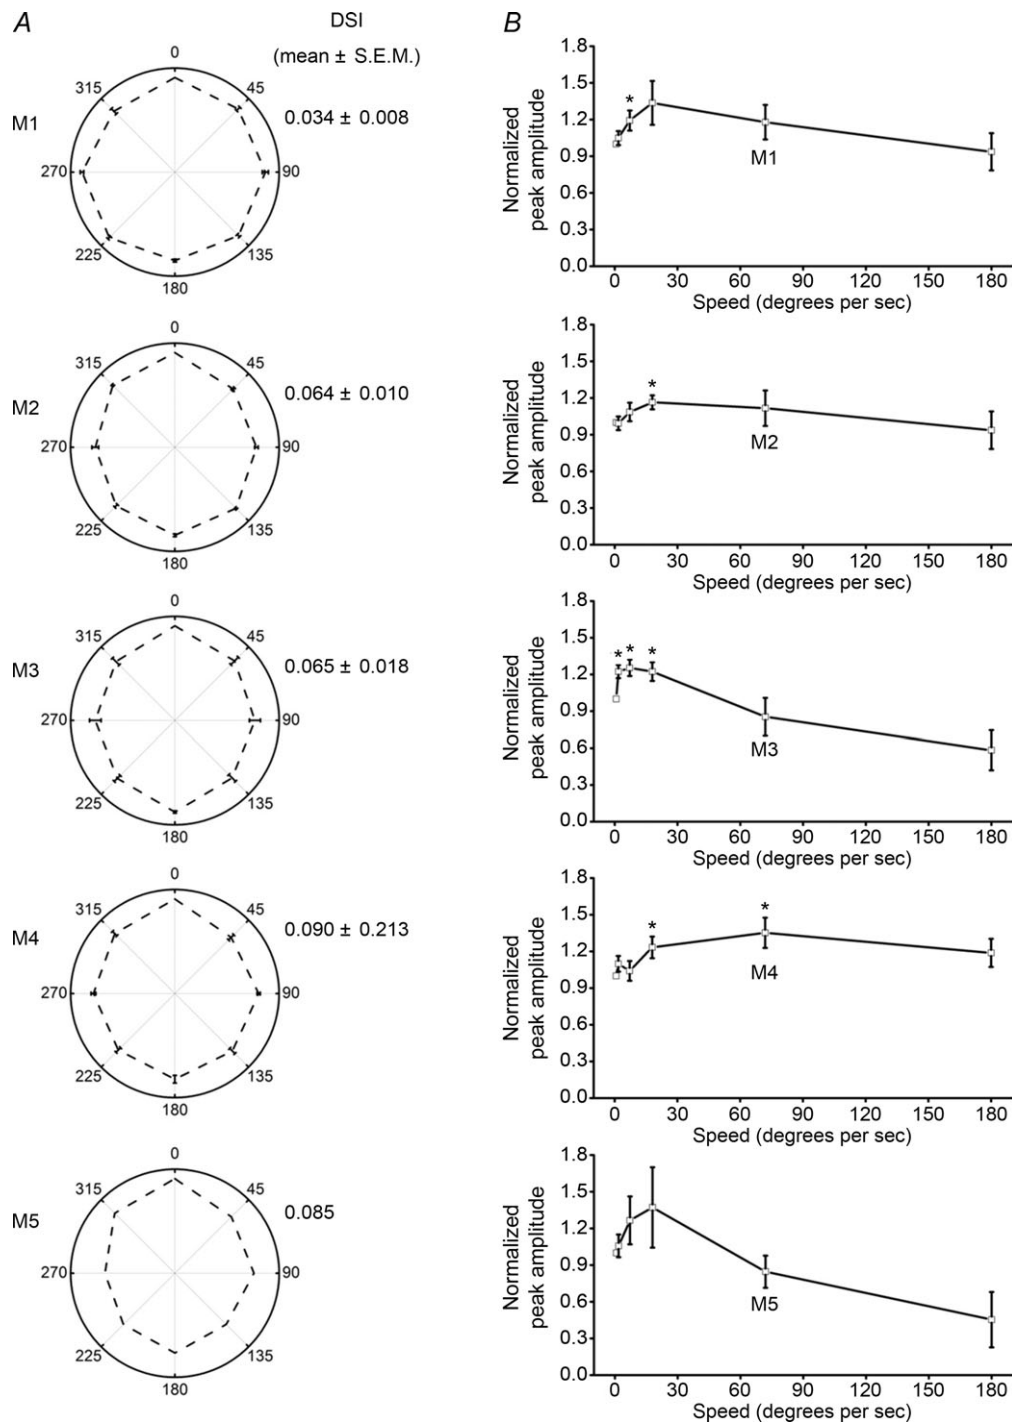 A
DSI
(mean ± S.E.M.)
M1
0
45
90
135
180
225
270
315
0.034 ± 0.008
M2
0
45
90
135
180
225
270
315
0.064 ± 0.010
M3
0
45
90
135
180
225
270
315
0.065 ± 0.018
M4
0
45
90
135
180
225
270
315
0.090 ± 0.213
M5
0
45
90
135
180
225
270
315
0.085
B
Normalized
peak amplitude
1.8
1.5
1.2
0.9
0.6
0.3
0.0
*
M1
0 30 60 90 120 150 180
Speed (degrees per sec)
Normalized
peak amplitude
1.8
1.5
1.2
0.9
0.6
0.3
0.0
*
M2
0 30 60 90 120 150 180
Speed (degrees per sec)
Normalized
peak amplitude
1.8
1.5
1.2
0.9
0.6
0.3
0.0
* * *
M3
0 30 60 90 120 150 180
Speed (degrees per sec)
Normalized
peak amplitude
1.8
1.5
1.2
0.9
0.6
0.3
0.0
* *
M4
0 30 60 90 120 150 180
Speed (degrees per sec)
Normalized
peak amplitude
1.8
1.5
1.2
0.9
0.6
0.3
0.0
M5
0 30 60 90 120 150 180
Speed (degrees per sec)